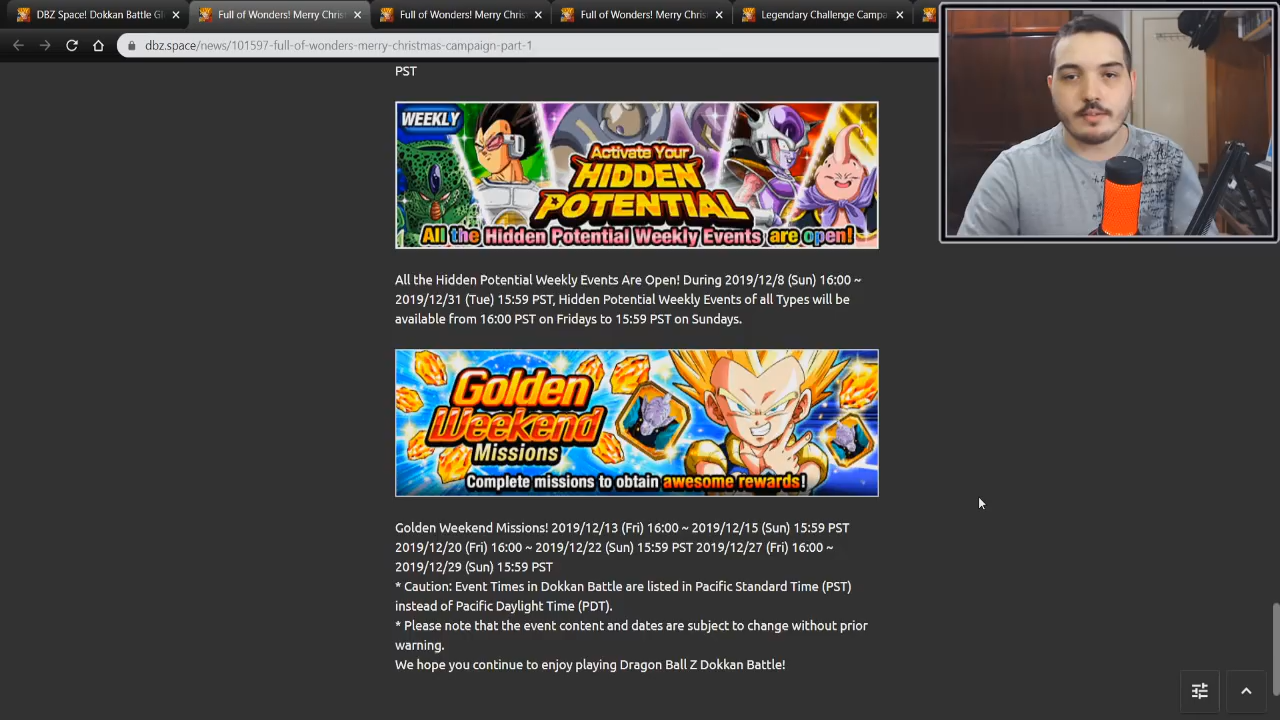 DBZ Space! Dokkan Battle Gl
Full of Wonders! Merry Chris
Full of Wonders! Merry Chris
Full of Wonders! Merry Chris
Legendary Challenge Campa
dbz.space/news/101597-full-of-wonders-merry-christmas-campaign-part-1
PST
WEEKLY
Activate Your
HIDDEN
POTENTIAL
All the Hidden Potential Weekly Events are open!
All the Hidden Potential Weekly Events Are Open! During 2019/12/8 (Sun) 16:00 ~
2019/12/31 (Tue) 15:59 PST, Hidden Potential Weekly Events of all Types will be
available from 16:00 PST on Fridays to 15:59 PST on Sundays.
Golden
Weekend
Missions
Complete missions to obtain awesome rewards!
Golden Weekend Missions! 2019/12/13 (Fri) 16:00 ~ 2019/12/15 (Sun) 15:59 PST
2019/12/20 (Fri) 16:00 ~ 2019/12/22 (Sun) 15:59 PST 2019/12/27 (Fri) 16:00 ~
2019/12/29 (Sun) 15:59 PST
* Caution: Event Times in Dokkan Battle are listed in Pacific Standard Time (PST)
instead of Pacific Daylight Time (PDT).
* Please note that the event content and dates are subject to change without prior
warning.
We hope you continue to enjoy playing Dragon Ball Z Dokkan Battle!